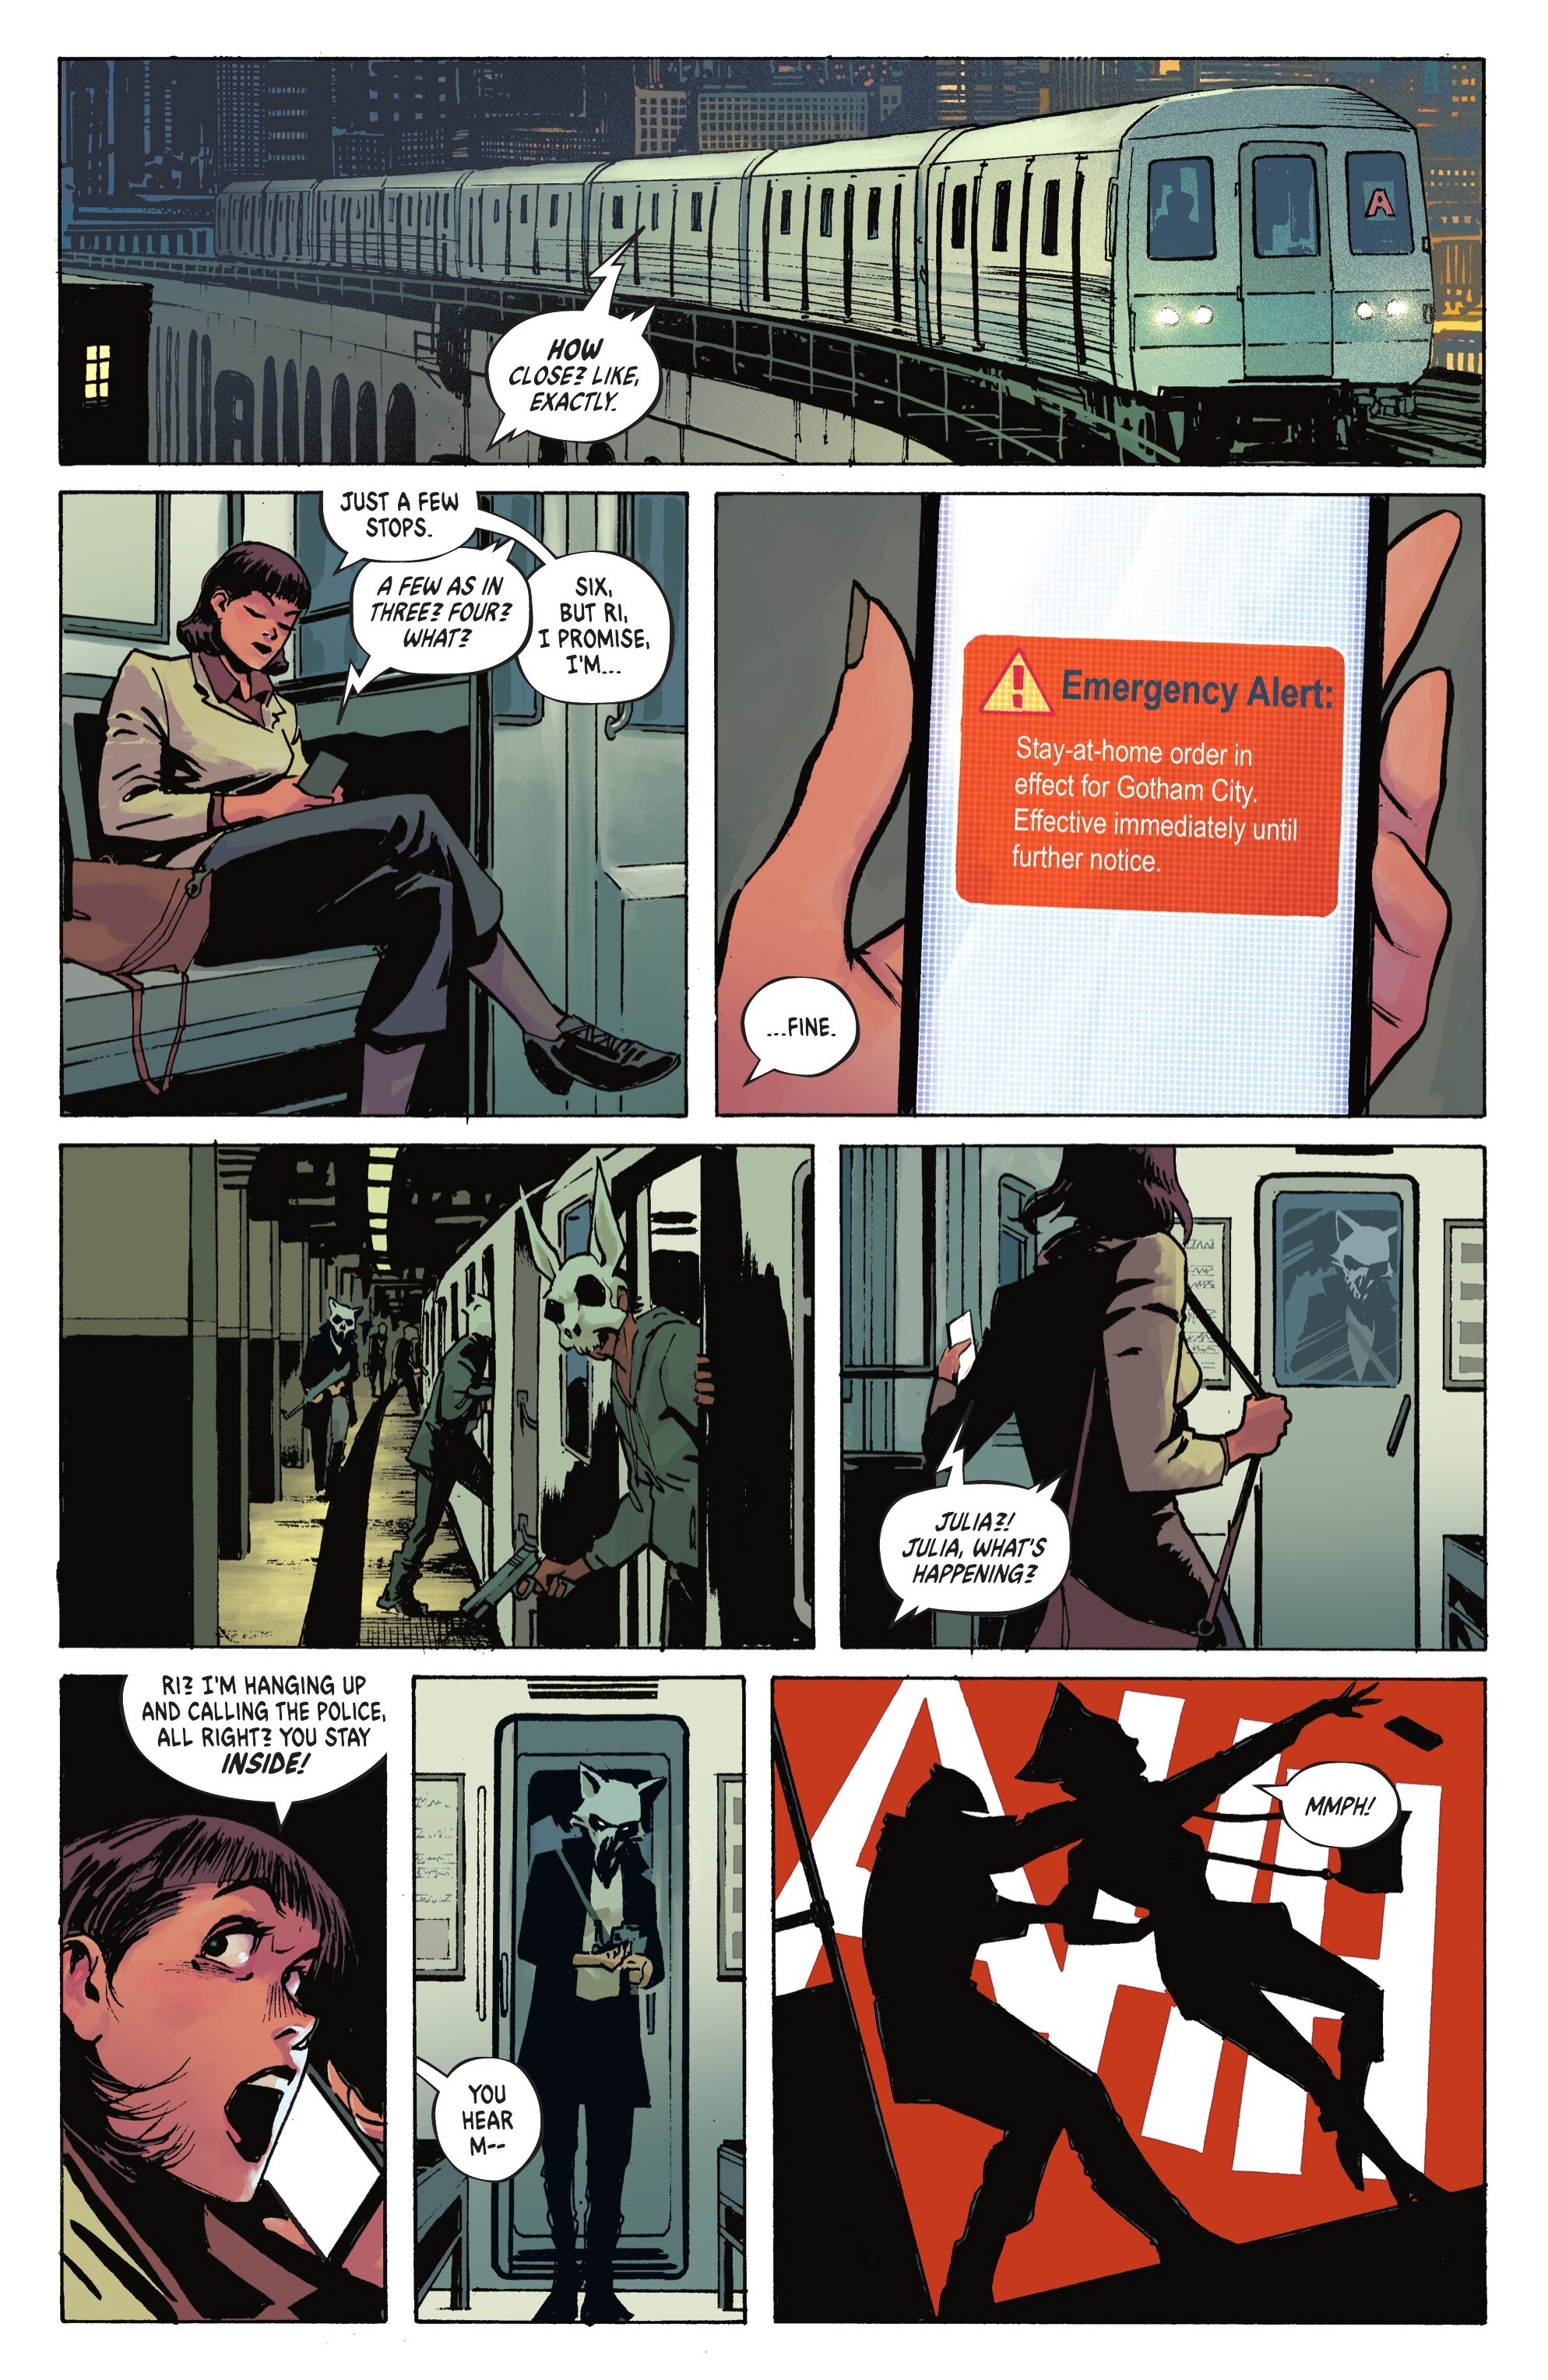 A
HOW
CLOSE? LIKE,
EXACTLY.
JUST A FEW
STOPS.
A FEW AS IN
THREE? FOUR?
WHAT?
SIX,
BUT RI,
I PROMISE,
I'M...
! Emergency Alert:
Stay-at-home order in
effect for Gotham City.
Effective immediately until
further notice.
...FINE.
JULIA?!
JULIA, WHAT'S
HAPPENING?
RI? I'M HANGING UP
AND CALLING THE POLICE,
ALL RIGHT? YOU STAY
INSIDE!
YOU
HEAR
M--
MMPH!